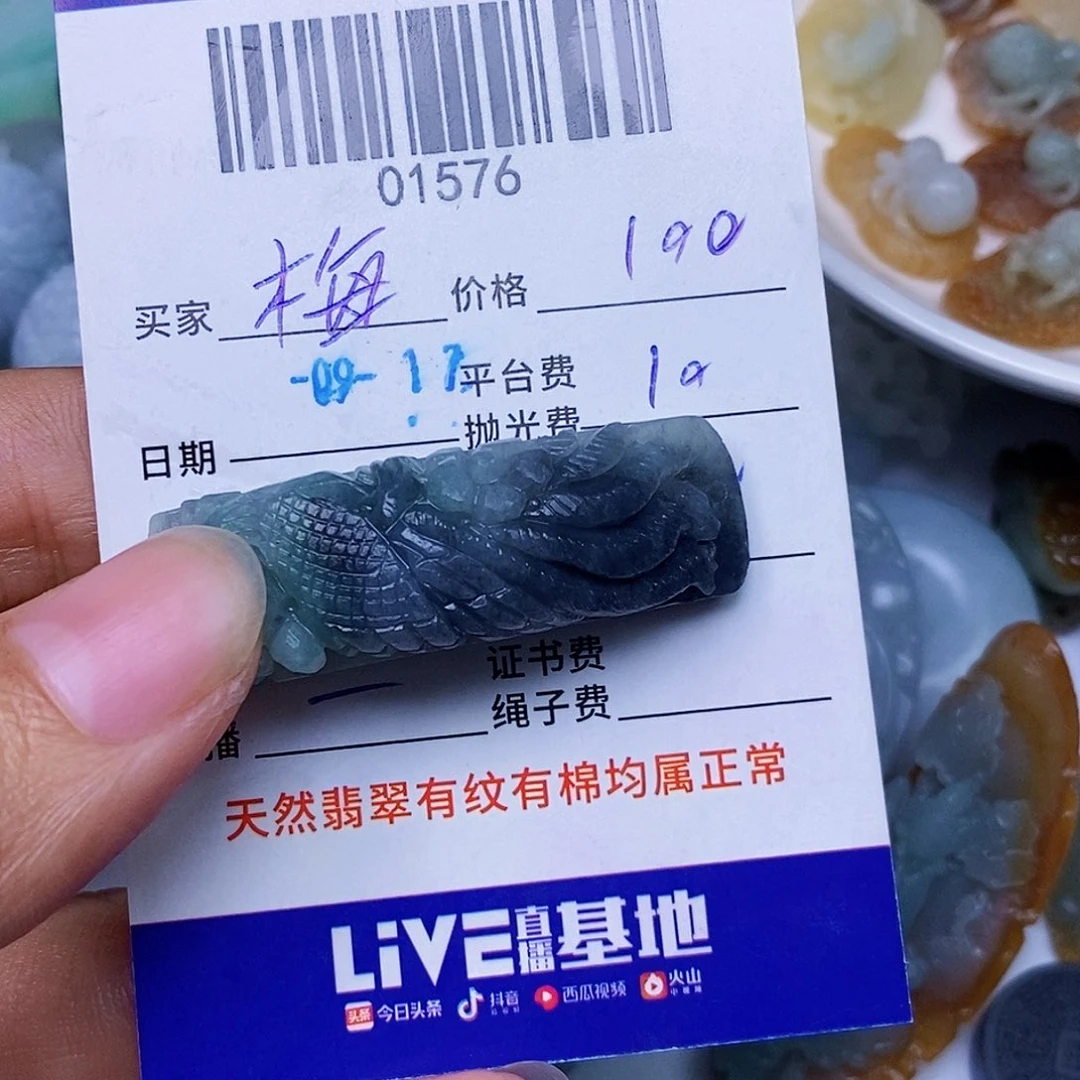 01576
买家 梅 价格 190
-09- 17 平台费 10
日期 抛光费
证书费
播 绳子费
天然翡翠有纹有棉均属正常
LiVE直播基地
头条 今日头条 抖音 西瓜视频 火山